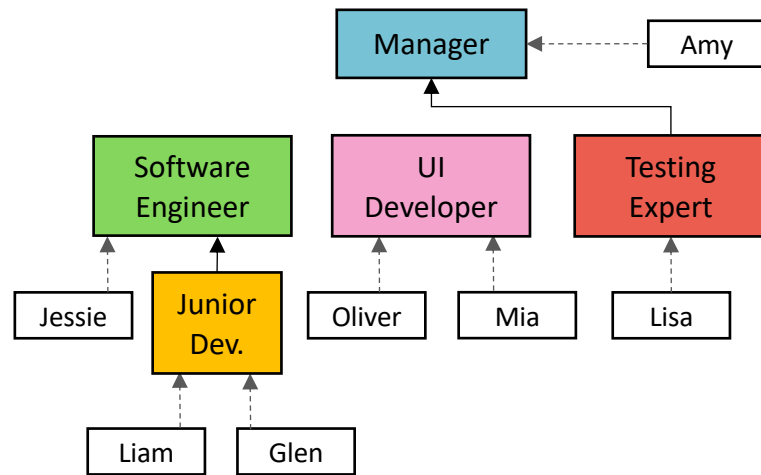 Manager
Amy
Software
Engineer
UI
Developer
Testing
Expert
Jessie
Junior
Dev.
Oliver
Mia
Lisa
Liam
Glen